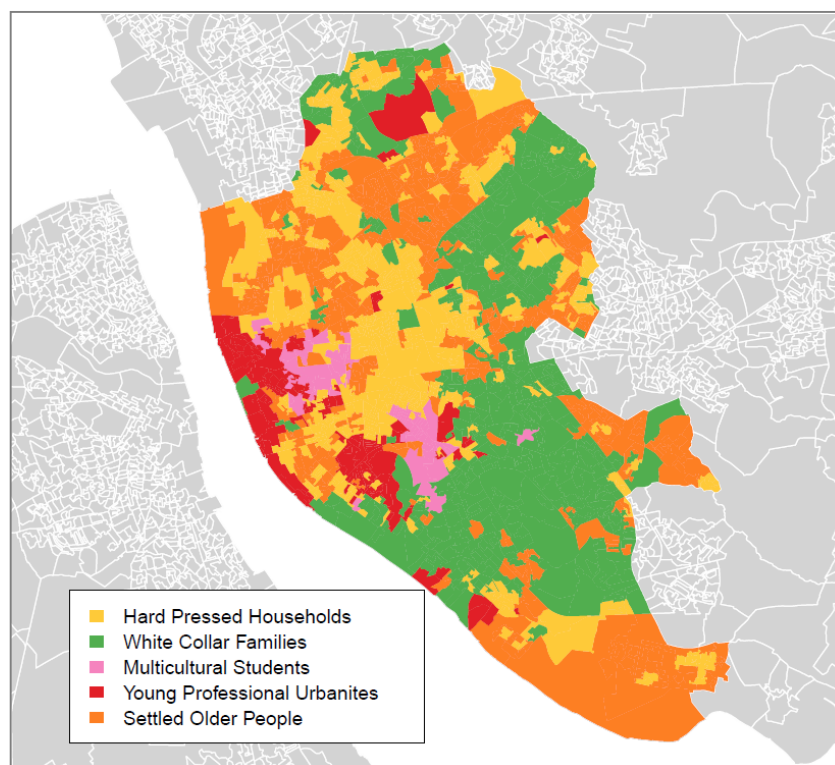 Hard Pressed Households
White Collar Families
Multicultural Students
Young Professional Urbanites
Settled Older People